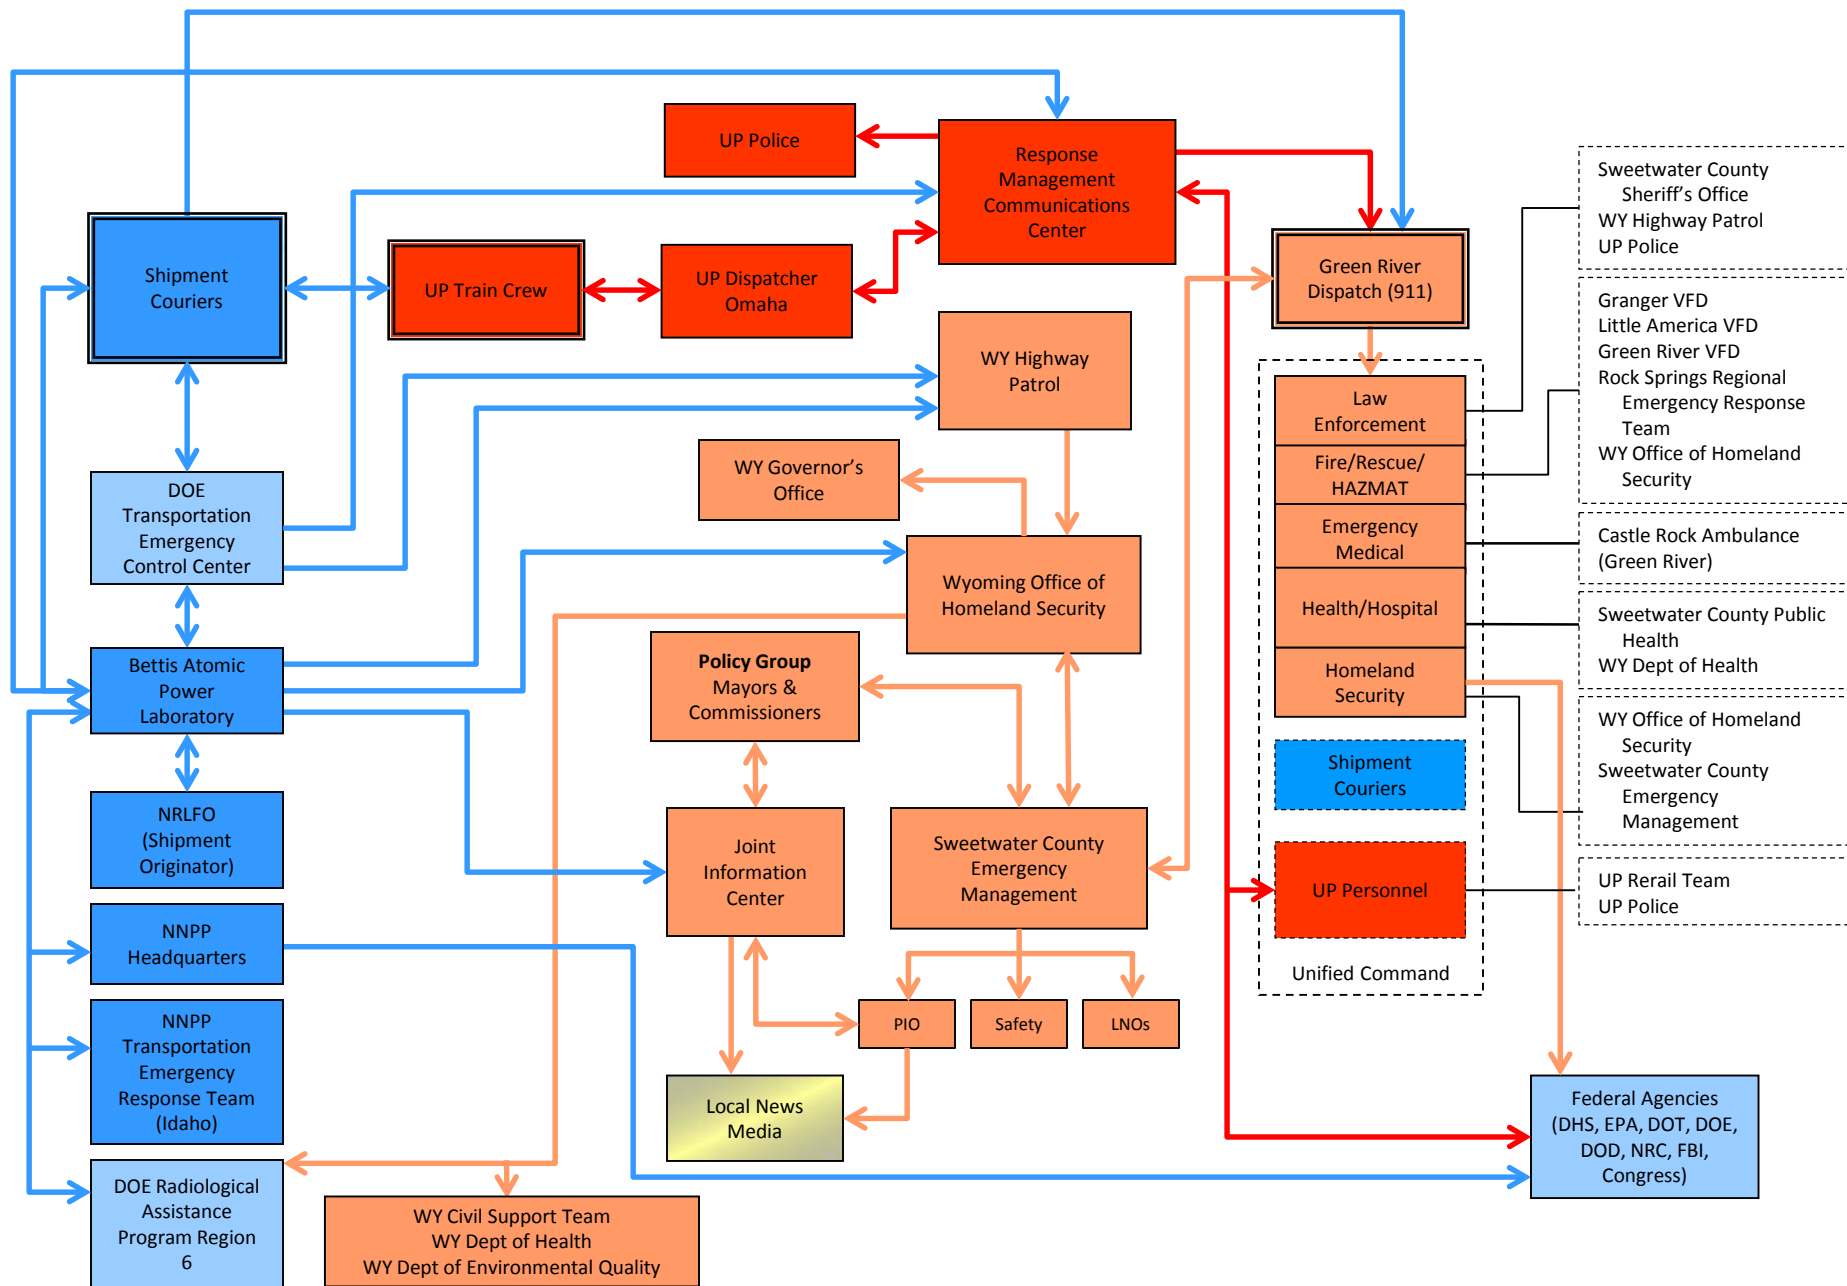 UP Police
Response
Management
Communications
Center
Sweetwater County
Sheriff's Office
WY Highway Patrol
UP Police
Shipment
Couriers
UP Train Crew
UP Dispatcher
Omaha
Green River
Dispatch (911)
Granger VFD
Little America VFD
Green River VFD
Rock Springs Regional
Emergency Response
Team
WY Office of Homeland
Security
WY Highway
Patrol
Law
Enforcement
WY Governor's
Office
Fire/Rescue/
HAZMAT
DOE
Transportation
Emergency
Control Center
Emergency
Medical
Castle Rock Ambulance
(Green River)
Wyoming Office of
Homeland Security
Health/Hospital
Sweetwater County Public
Health
WY Dept of Health
Bettis Atomic
Power
Laboratory
Policy Group
Mayors &
Commissioners
Homeland
Security
WY Office of Homeland
Security
Sweetwater County
Emergency
Management
Shipment
Couriers
NRLFO
(Shipment
Originator)
Joint
Information
Center
Sweetwater County
Emergency
Management
UP Personnel
UP Rerail Team
UP Police
NNPP
Headquarters
Unified Command
NNPP
Transportation
Emergency
Response Team
(Idaho)
PIO
Safety
LNOs
Local News
Media
Federal Agencies
(DHS, EPA, DOT, DOE,
DOD, NRC, FBI,
Congress)
DOE Radiological
Assistance
Program Region
6
WY Civil Support Team
WY Dept of Health
WY Dept of Environmental Quality